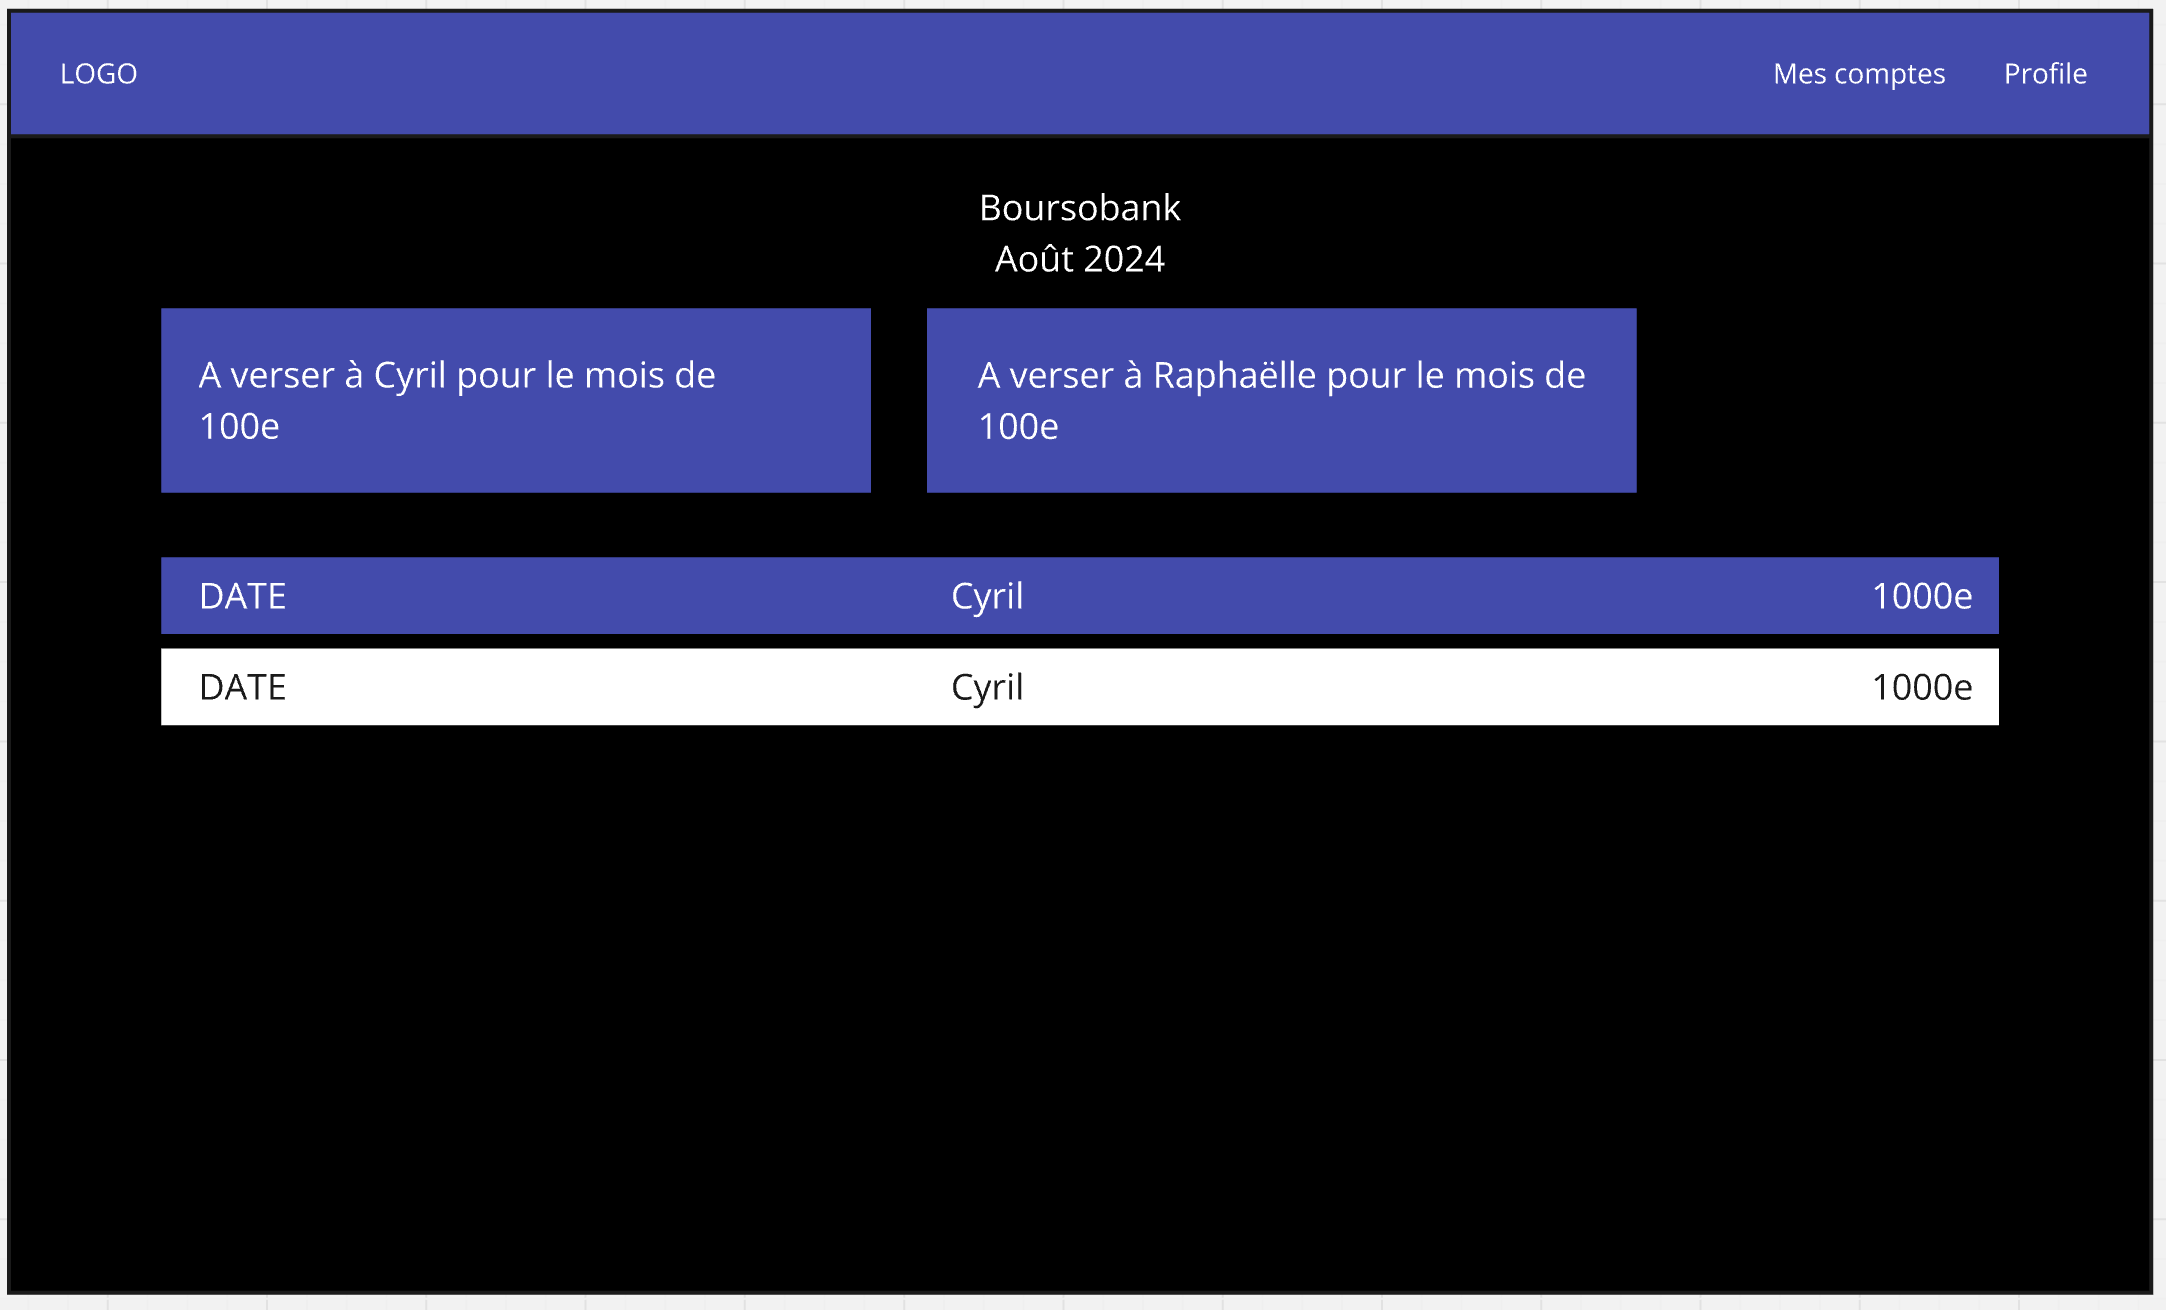 LOGO
Mes comptes
Profile
Boursobank
Août 2024
A verser à Cyril pour le mois de
100e
A verser à Raphaëlle pour le mois de
100e
DATE Cyril 1000e
DATE Cyril 1000e